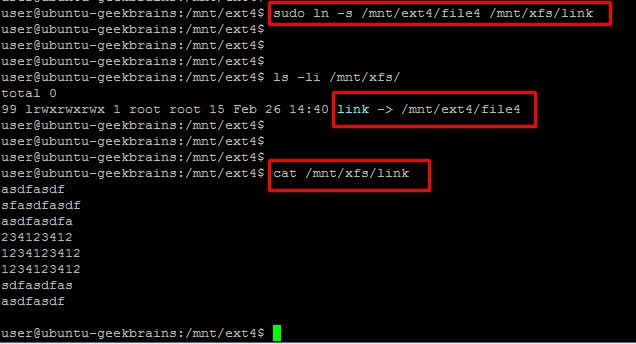 user@ubuntu-geekbrains:/mnt/ext4$ sudo ln -s /mnt/ext4/file4 /mnt/xfs/link
user@ubuntu-geekbrains:/mnt/ext4$
user@ubuntu-geekbrains:/mnt/ext4$
user@ubuntu-geekbrains:/mnt/ext4$
user@ubuntu-geekbrains:/mnt/ext4$ ls -li /mnt/xfs/
total 0
99 lrwxrwxrwx 1 root root 15 Feb 26 14:40 link -> /mnt/ext4/file4
user@ubuntu-geekbrains:/mnt/ext4$
user@ubuntu-geekbrains:/mnt/ext4$
user@ubuntu-geekbrains:/mnt/ext4$
user@ubuntu-geekbrains:/mnt/ext4$ cat /mnt/xfs/link
asdfasdf
sfasdfasdf
asdfasdfa
234123412
1234123412
1234123412
sdfasdfas
asdfasdf
user@ubuntu-geekbrains:/mnt/ext4$